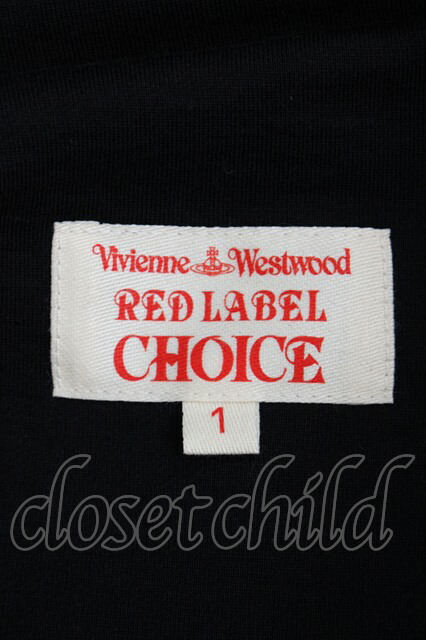 Vivienne Westwood
RED LABEL
CHOICE
1
closetchild